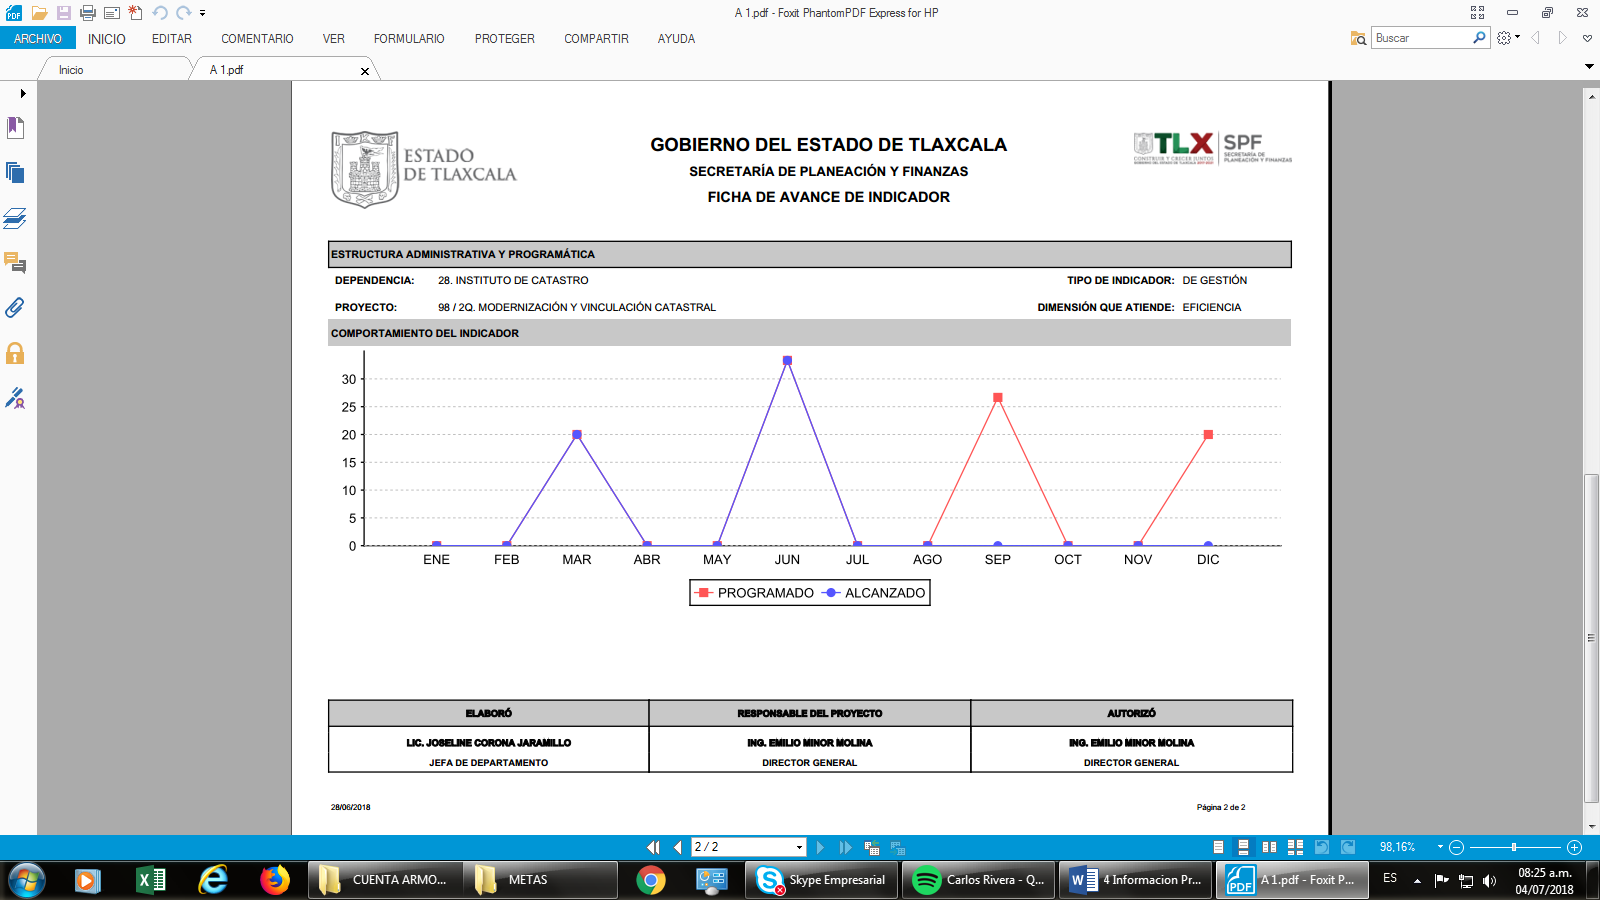 A 1.pdf - Foxit PhantomPDF Express for HP
ARCHIVO INICIO EDITAR COMENTARIO VER FORMULARIO PROTEGER COMPARTIR AYUDA
Buscar
Inicio
A 1.pdf
ESTADO
DE TLAXCALA
GOBIERNO DEL ESTADO DE TLAXCALA
SECRETARÍA DE PLANEACIÓN Y FINANZAS
FICHA DE AVANCE DE INDICADOR
TLX
CONSTRUIR Y CRECER JUNTOS
SPF
SECRETARÍA DE
PLANEACIÓN Y FINANZAS
ESTRUCTURA ADMINISTRATIVA Y PROGRAMÁTICA
DEPENDENCIA: 28. INSTITUTO DE CATASTRO TIPO DE INDICADOR: DE GESTIÓN
PROYECTO: 98 / 2Q. MODERNIZACIÓN Y VINCULACIÓN CATASTRAL DIMENSIÓN QUE ATIENDE: EFICIENCIA
COMPORTAMIENTO DEL INDICADOR
30
25
20
15
10
5
0
ENE FEB MAR ABR MAY JUN JUL AGO SEP OCT NOV DIC
PROGRAMADO ALCANZADO
ELABORÓ RESPONSABLE DEL PROYECTO AUTORIZÓ
LIC. JOSELINE CORONA JARAMILLO ING. EMILIO MINOR MOLINA ING. EMILIO MINOR MOLINA
JEFA DE DEPARTAMENTO DIRECTOR GENERAL DIRECTOR GENERAL
28/06/2018 Página 2 de 2
2 / 2
98,16%
CUENTA ARMO...
METAS
Skype Empresarial
Carlos Rivera - Q...
4 Informacion Pr...
A 1.pdf - Foxit P...
ES
08:25 a.m.
04/07/2018